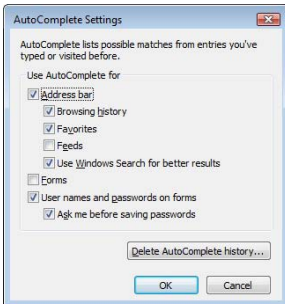 AutoComplete Settings
AutoComplete lists possible matches from entries you've
typed or visited before.
Use AutoComplete for
Address bar
Browsing history
Favorites
Feeds
Use Windows Search for better results
Forms
User names and passwords on forms
Ask me before saving passwords
Delete AutoComplete history...
OK Cancel